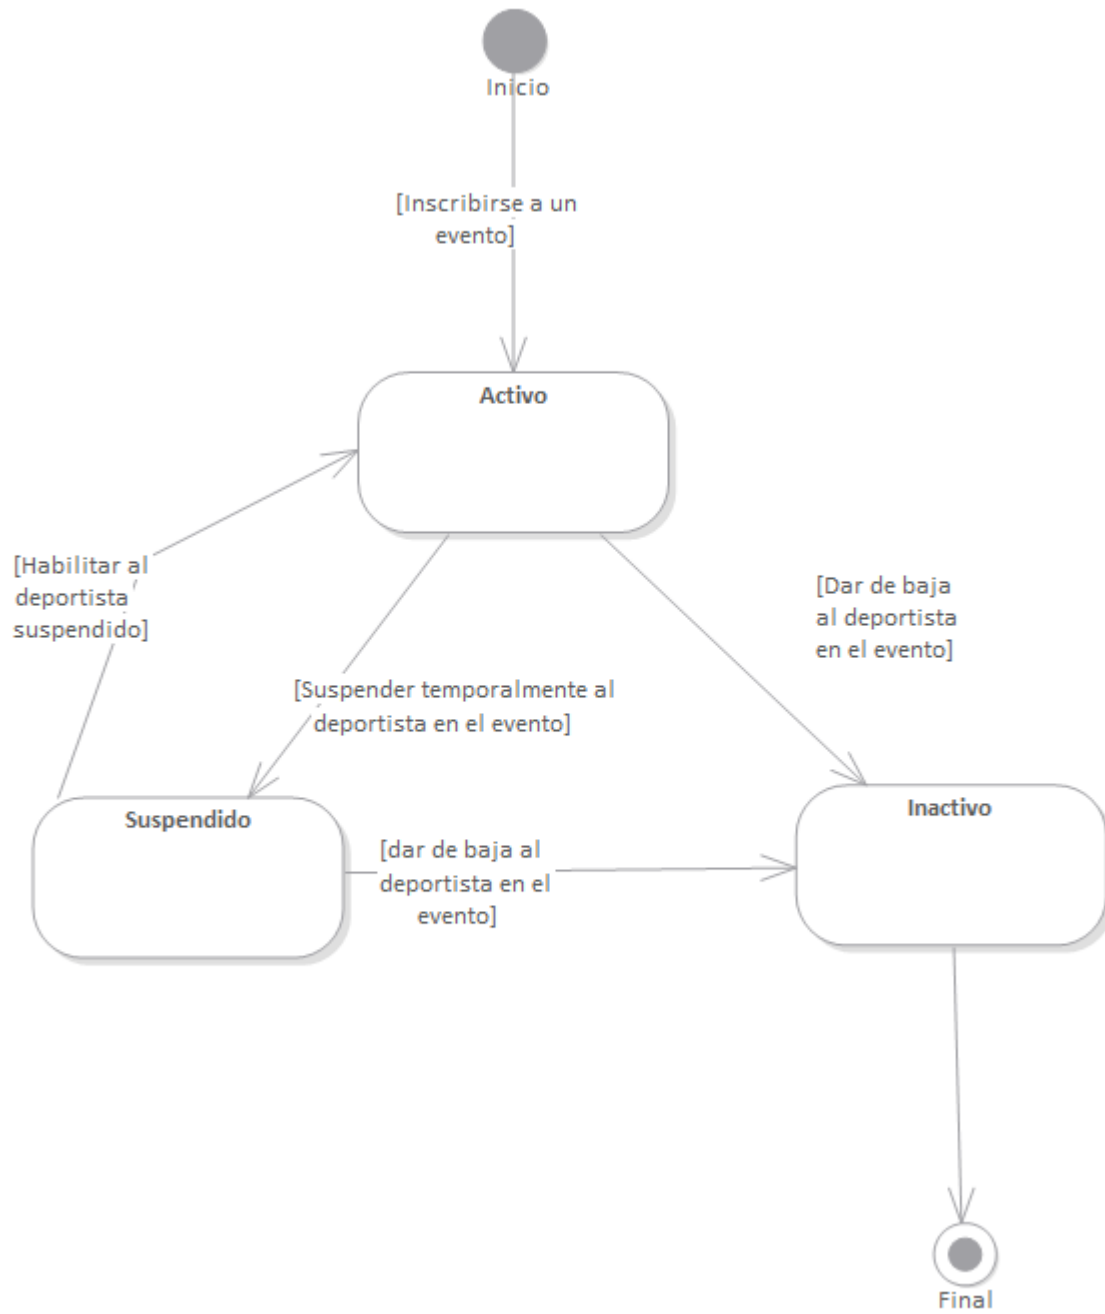 Inicio
[Inscribirse a un
evento]
Activo
[Habilitar al
deportista
suspendido]
[Dar de baja
al deportista
en el evento]
[Suspender temporalmente al
deportista en el evento]
Suspendido
Inactivo
[dar de baja al
deportista en el
evento]
Final